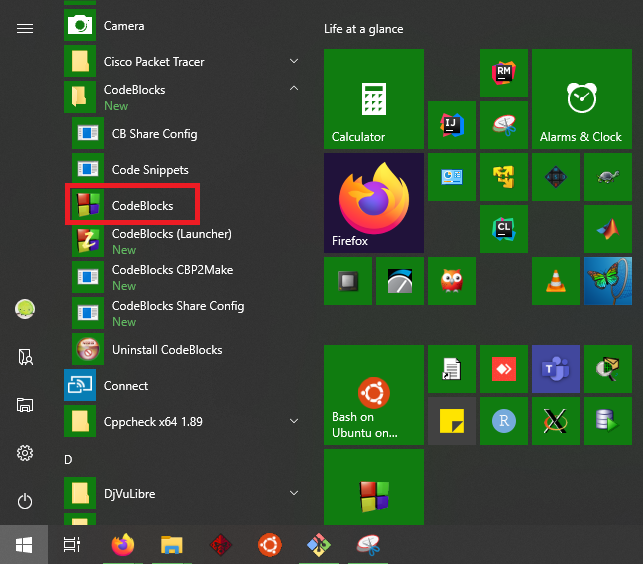 Camera
Cisco Packet Tracer
CodeBlocks
New
CB Share Config
Code Snippets
CodeBlocks
CodeBlocks (Launcher)
New
CodeBlocks CBP2Make
New
CodeBlocks Share Config
New
Uninstall CodeBlocks
Connect
Cppcheck x64 1.89
D
DjVuLibre
Life at a glance
Calculator
RM
IJ
Alarms & Clock
Firefox
CL
Bash on
Ubuntu on...
T
R
X